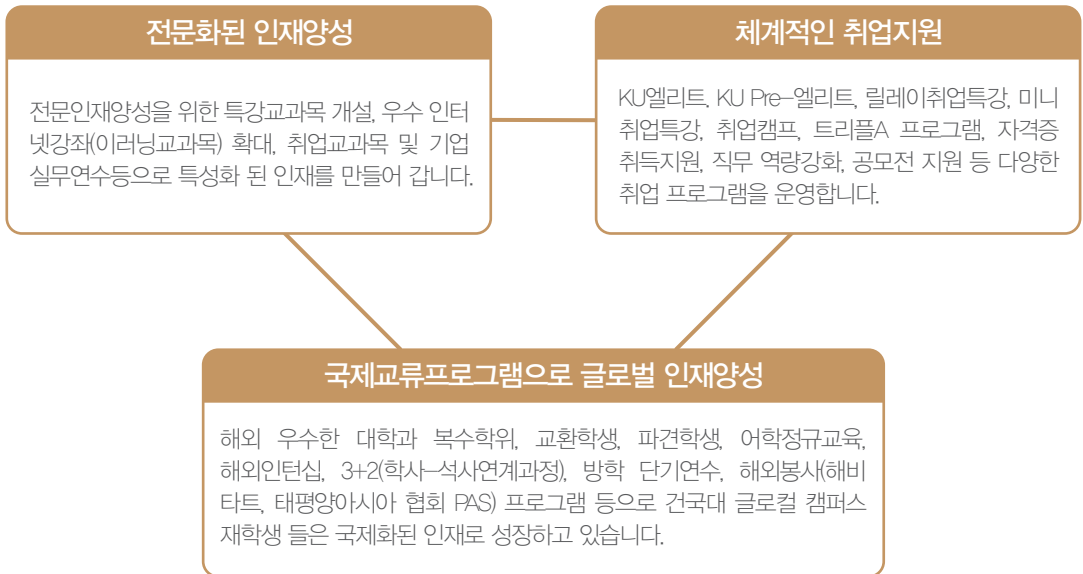 전문화된 인재양성
전문인재양성을 위한 특강교과목 개설, 우수 인터
넷강좌(이러닝교과목) 확대, 취업교과목 및 기업
실무연수등으로 특성화 된 인재를 만들어 갑니다.
체계적인 취업지원
KU엘리트, KU Pre-엘리트, 릴레이취업특강, 미니
취업특강, 취업캠프, 트리플A 프로그램, 자격증
취득지원, 직무 역량강화, 공모전 지원 등 다양한
취업 프로그램을 운영합니다.
국제교류프로그램으로 글로벌 인재양성
해외 우수한 대학과 복수학위, 교환학생, 파견학생, 어학정규교육,
해외인턴십, 3+2(학사-석사연계과정), 방학 단기연수, 해외봉사(해비
타트, 태평양아시아 협회 PAS) 프로그램 등으로 건국대 글로컬 캠퍼스
재학생 들은 국제화된 인재로 성장하고 있습니다.